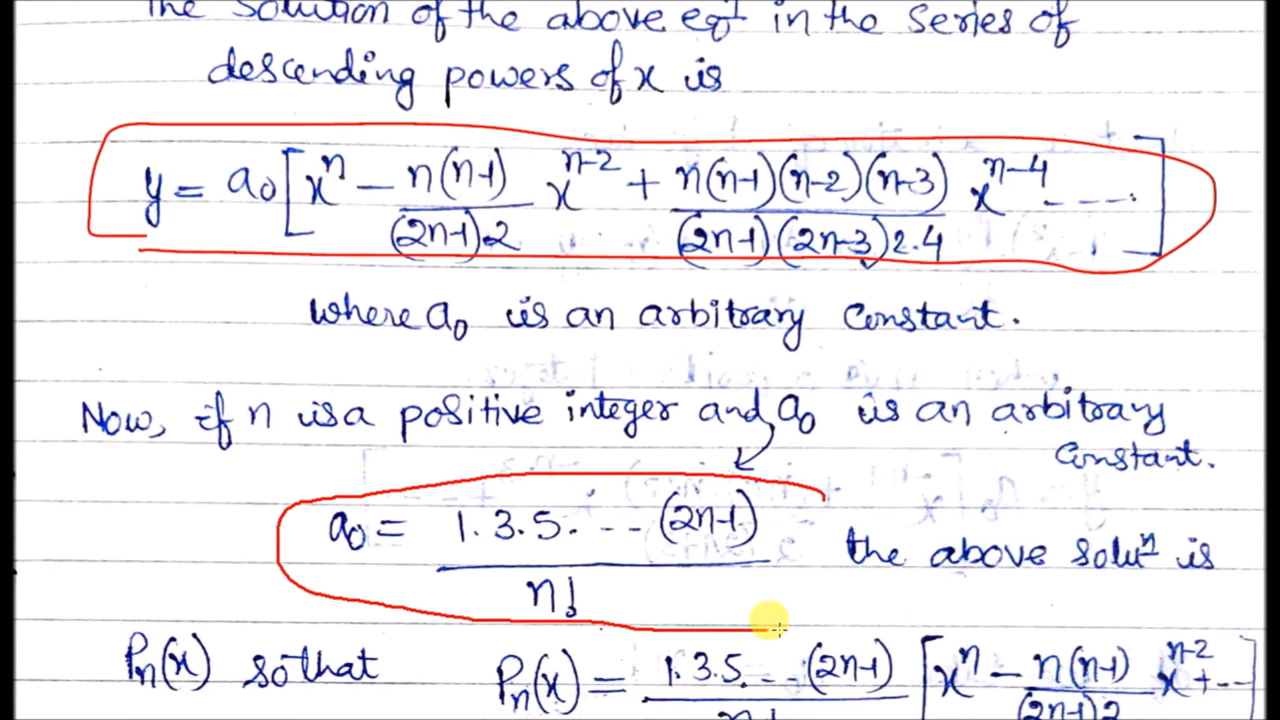 The solution of the above eqⁿ in the series of
descending powers of x is
y = a₀ [xⁿ − n(n-1)/(2n-1)2 xⁿ⁻² + n(n-1)(n-2)(n-3)/(2n-1)(2n-3)2.4 xⁿ⁻⁴ - - - - ]
where a₀ is an arbitrary constant.
Now, if n is a positive integer and a₀ is an arbitrary
constant.
a₀ = 1.3.5. - - (2n-1)/n! the above soluⁿ is
Pₙ(x) so that Pₙ(x) = 1.3.5. - - (2n-1)/n! [xⁿ − n(n-1)/(2n-1)2 xⁿ⁻² + - -]